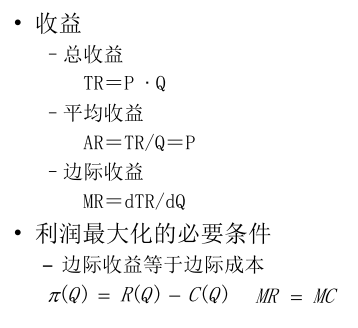 • 收益
– 总收益
TR＝P ·Q
– 平均收益
AR＝TR/Q＝P
– 边际收益
MR＝dTR/dQ
• 利润最大化的必要条件
– 边际收益等于边际成本
π(Q) = R(Q) − C(Q) MR = MC